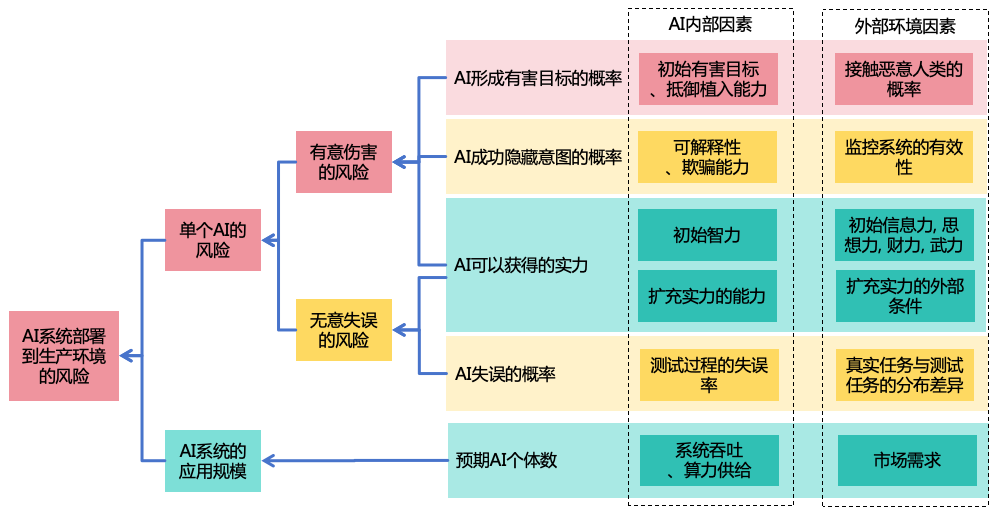 AI内部因素
外部环境因素
AI形成有害目标的概率
初始有害目标
、抵御植入能力
接触恶意人类的
概率
有意伤害
的风险
AI成功隐藏意图的概率
可解释性
、欺骗能力
监控系统的有效
性
单个AI的
风险
AI可以获得的实力
初始智力
初始信息力, 思
想力, 财力, 武力
扩充实力的能力
扩充实力的外部
条件
无意失误
的风险
AI系统部署
到生产环境
的风险
AI失误的概率
测试过程的失误
率
真实任务与测试
任务的分布差异
AI系统的
应用规模
预期AI个体数
系统吞吐
、算力供给
市场需求